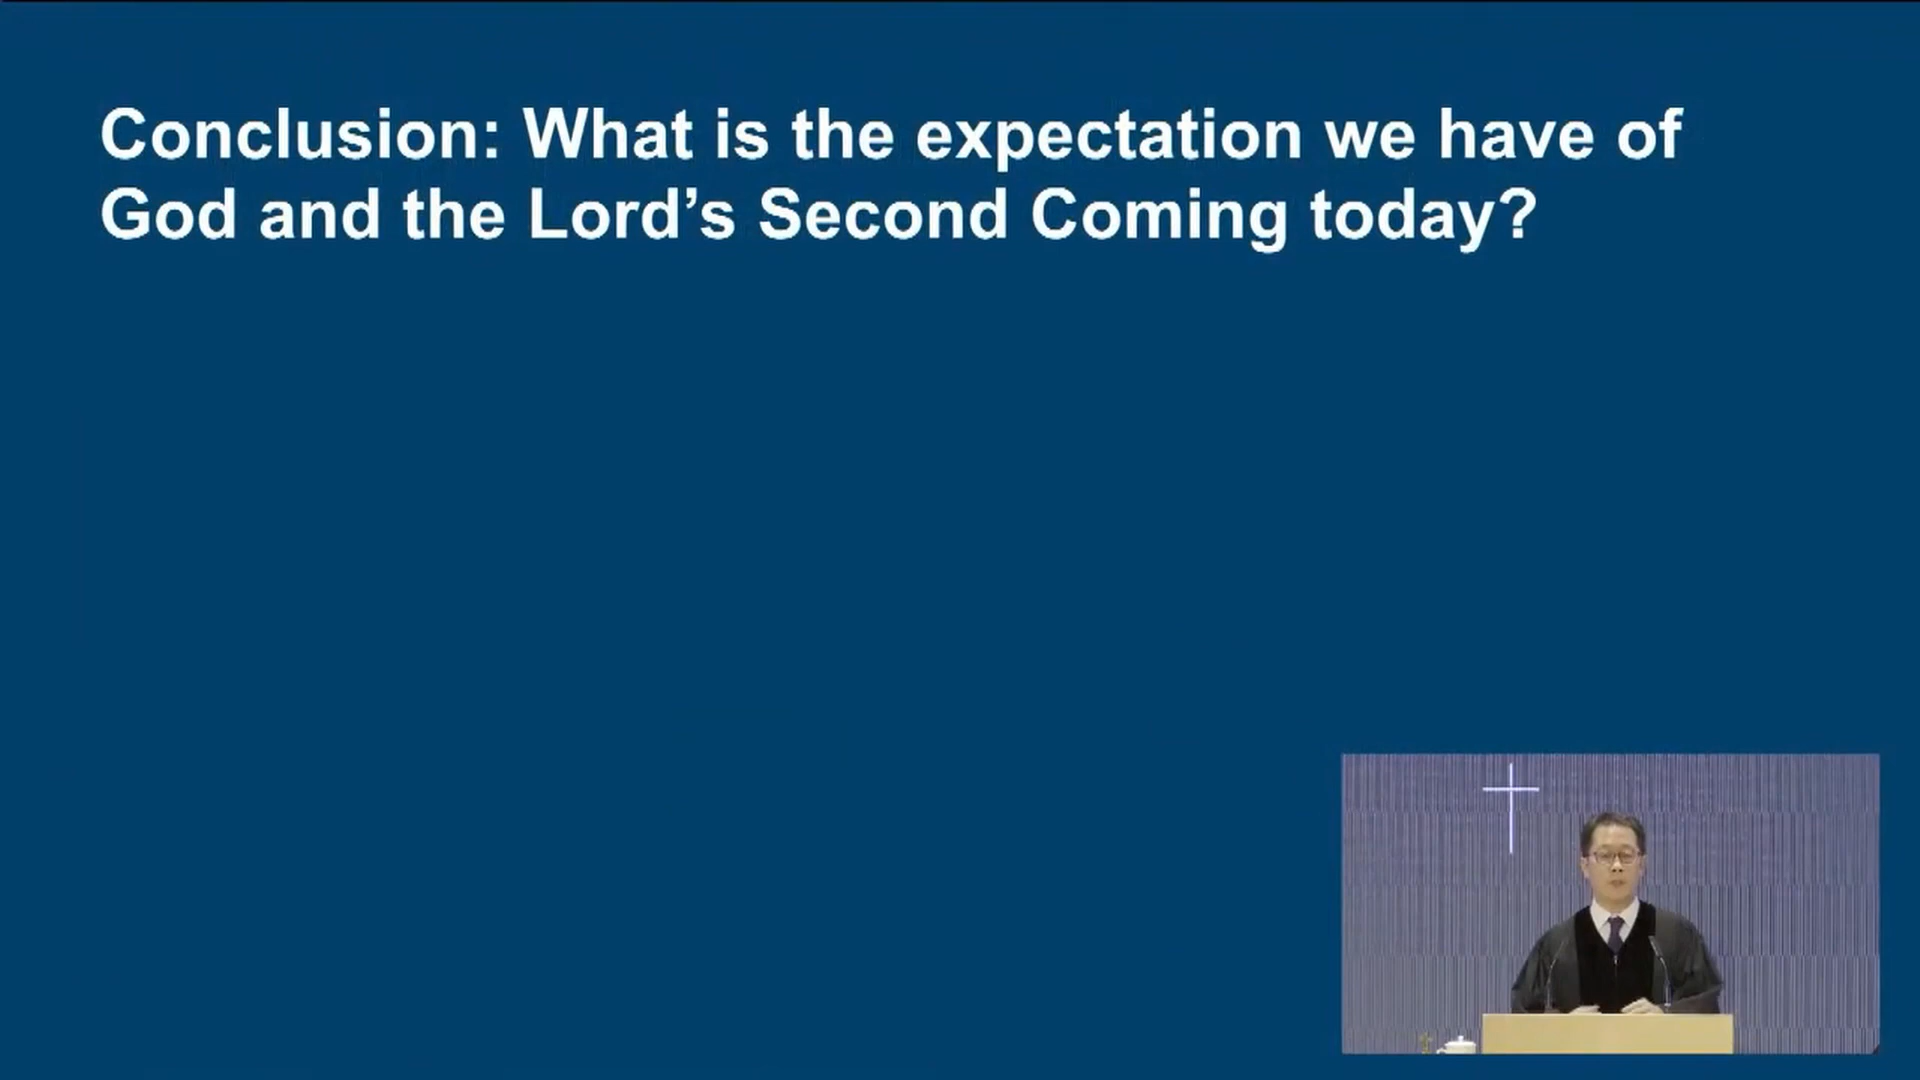 Conclusion: What is the expectation we have of
God and the Lord’s Second Coming today?